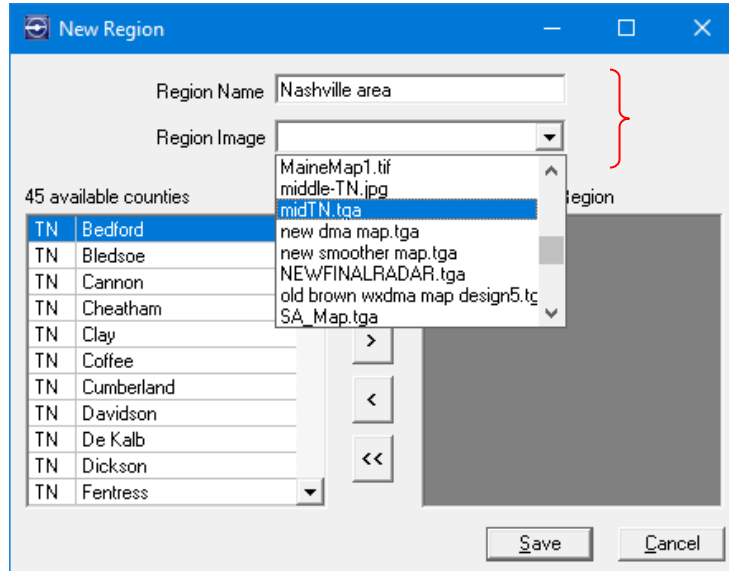 New Region
Region Name Nashville area
Region Image
MaineMap1.tif
middle-TN.jpg
midTN.tga
new dma map.tga
new smoother map.tga
NEWFINALRADAR.tga
old brown wxdma map design5.tg
SA_Map.tga
45 available counties
egion
TN Bedford
TN Bledsoe
TN Cannon
TN Cheatham
TN Clay
TN Coffee
TN Cumberland
TN Davidson
TN De Kalb
TN Dickson
TN Fentress
>
<
<<
Save Cancel